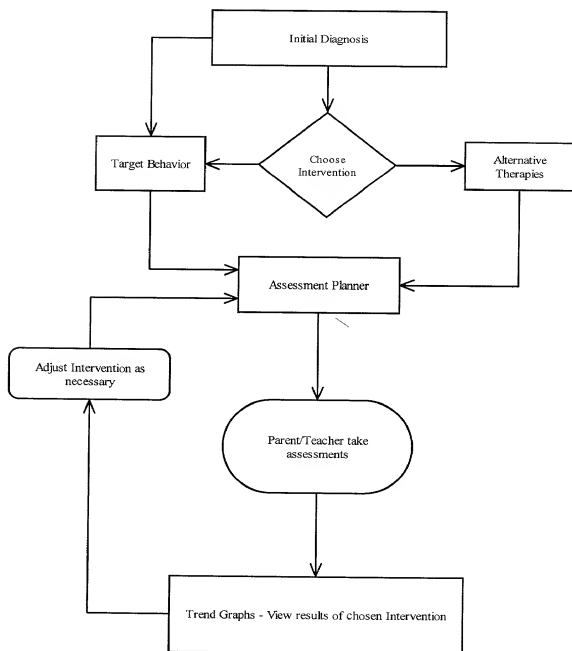 Initial Diagnosis
Target Behavior
Choose
Intervention
Alternative
Therapies
Assessment Planner
Adjust Intervention as
necessary
Parent/Teacher take
assessments
Trend Graphs - View results of chosen Intervention